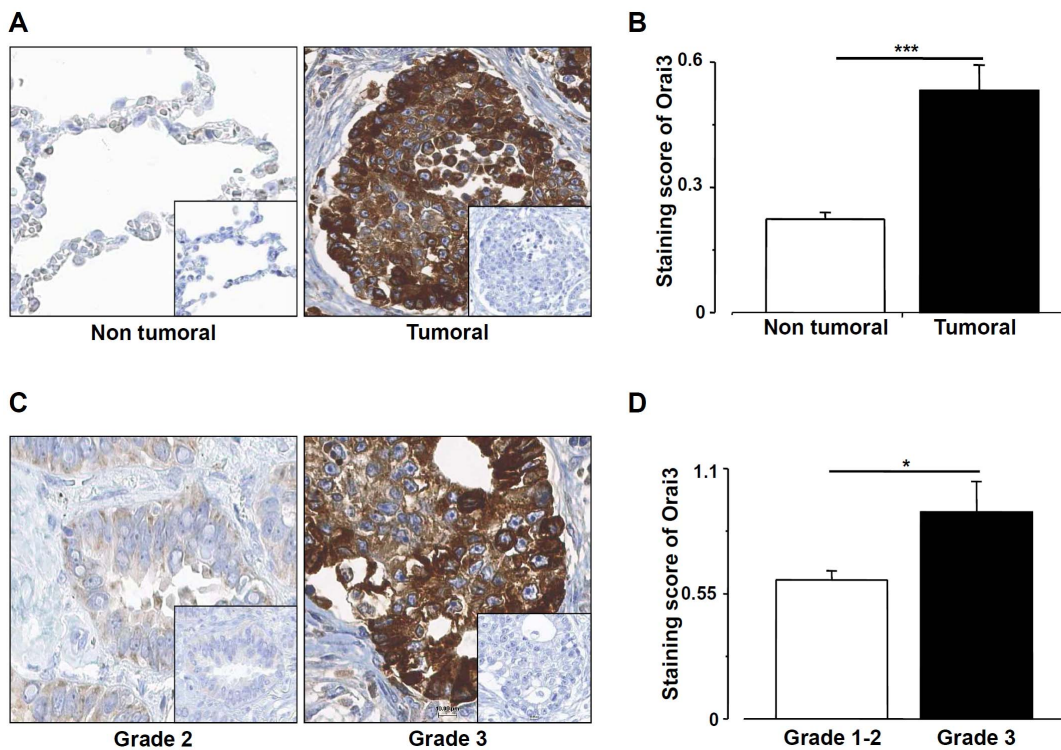 A
B
Non tumoral
Tumoral
Staining score of Orai3
0.6
0.3
0
***
Non tumoral
Tumoral
C
D
Grade 2
Grade 3
Staining score of Orai3
1.1
0.55
0
*
Grade 1-2
Grade 3